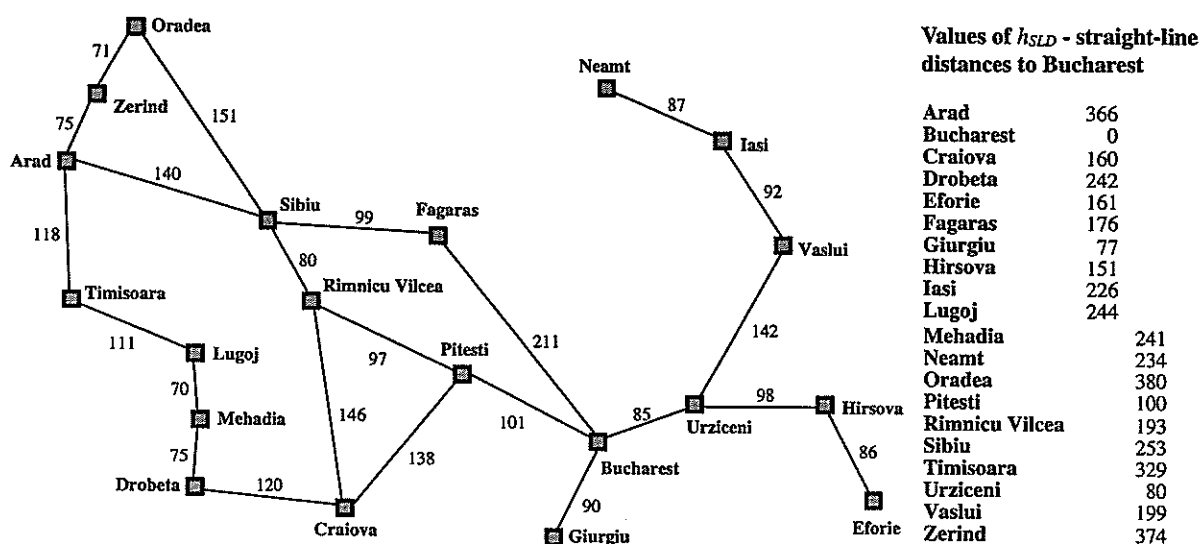 Oradea
71
Neamt
Zerind
87
151
75
Iasi
Arad
140
92
Sibiu
99
Fagaras
118
Vaslui
80
Timisoara
Rimnicu Vilcea
142
111
Lugoj
97
Pitesti
211
70
98
Hirsova
146
85
Urziceni
Mehadia
101
86
138
Bucharest
75
120
Drobeta
90
Eforie
Craiova
Giurgiu
Values of hSLD - straight-line
distances to Bucharest
Arad 366
Bucharest 0
Craiova 160
Drobeta 242
Eforie 161
Fagaras 176
Giurgiu 77
Hirsova 151
Iasi 226
Lugoj 244
Mehadia 241
Neamt 234
Oradea 380
Pitesti 100
Rimnicu Vilcea 193
Sibiu 253
Timisoara 329
Urziceni 80
Vaslui 199
Zerind 374